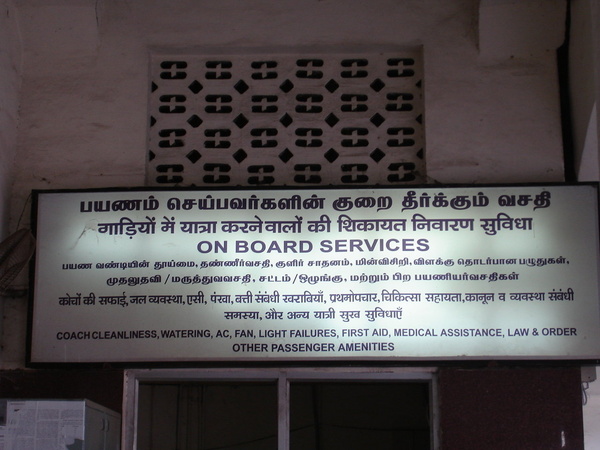 பயணம் செய்பவர்களின் குறை தீர்க்கும் வசதி
गाड़ियों में यात्रा करनेवालों की शिकायत निवारण सुविधा
ON BOARD SERVICES
பயண வண்டியின் தூய்மை, தண்ணீர்வசதி, குளிர் சாதனம், மின்விசிறி, விளக்கு தொடர்பான பழுதுகள்,
முதலுதவி / மருத்துவவசதி, சட்டம் / ஒழுங்கு, மற்றும் பிற பயணியர்வசதிகள்
कोचों की सफाई, जल व्यवस्था, एसी, पंखा, बत्ती संबंधी खराबियाँ, प्रथमोपचार, चिकित्सा सहायता, कानून व व्यवस्था संबंधी
समस्या, और अन्य यात्री सुख सुविधाएँ
COACH CLEANLINESS, WATERING, AC, FAN, LIGHT FAILURES, FIRST AID, MEDICAL ASSISTANCE, LAW & ORDER
OTHER PASSENGER AMENITIES